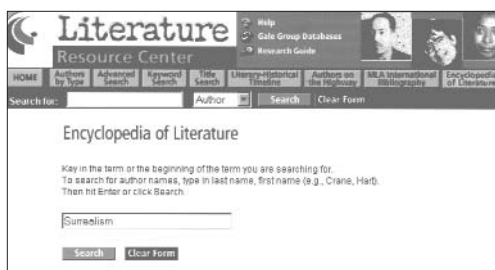 Literature
Resource Center
Help
Gale Group Databases
Research Guide
HOME
Authors by Type
Advanced Search
Keyword Search
Title Search
Literary-Historical Timeline
Authors on the Highway
MLA International Bibliography
Encyclopedia of Literature
Search for: Author Search Clear Form
Encyclopedia of Literature
Key in the term or the beginning of the term you are searching for.
To search for author names, type in last name, first name (e.g., Crane, Hart).
Then hit Enter or click Search.
Surrealism
Search Clear Form